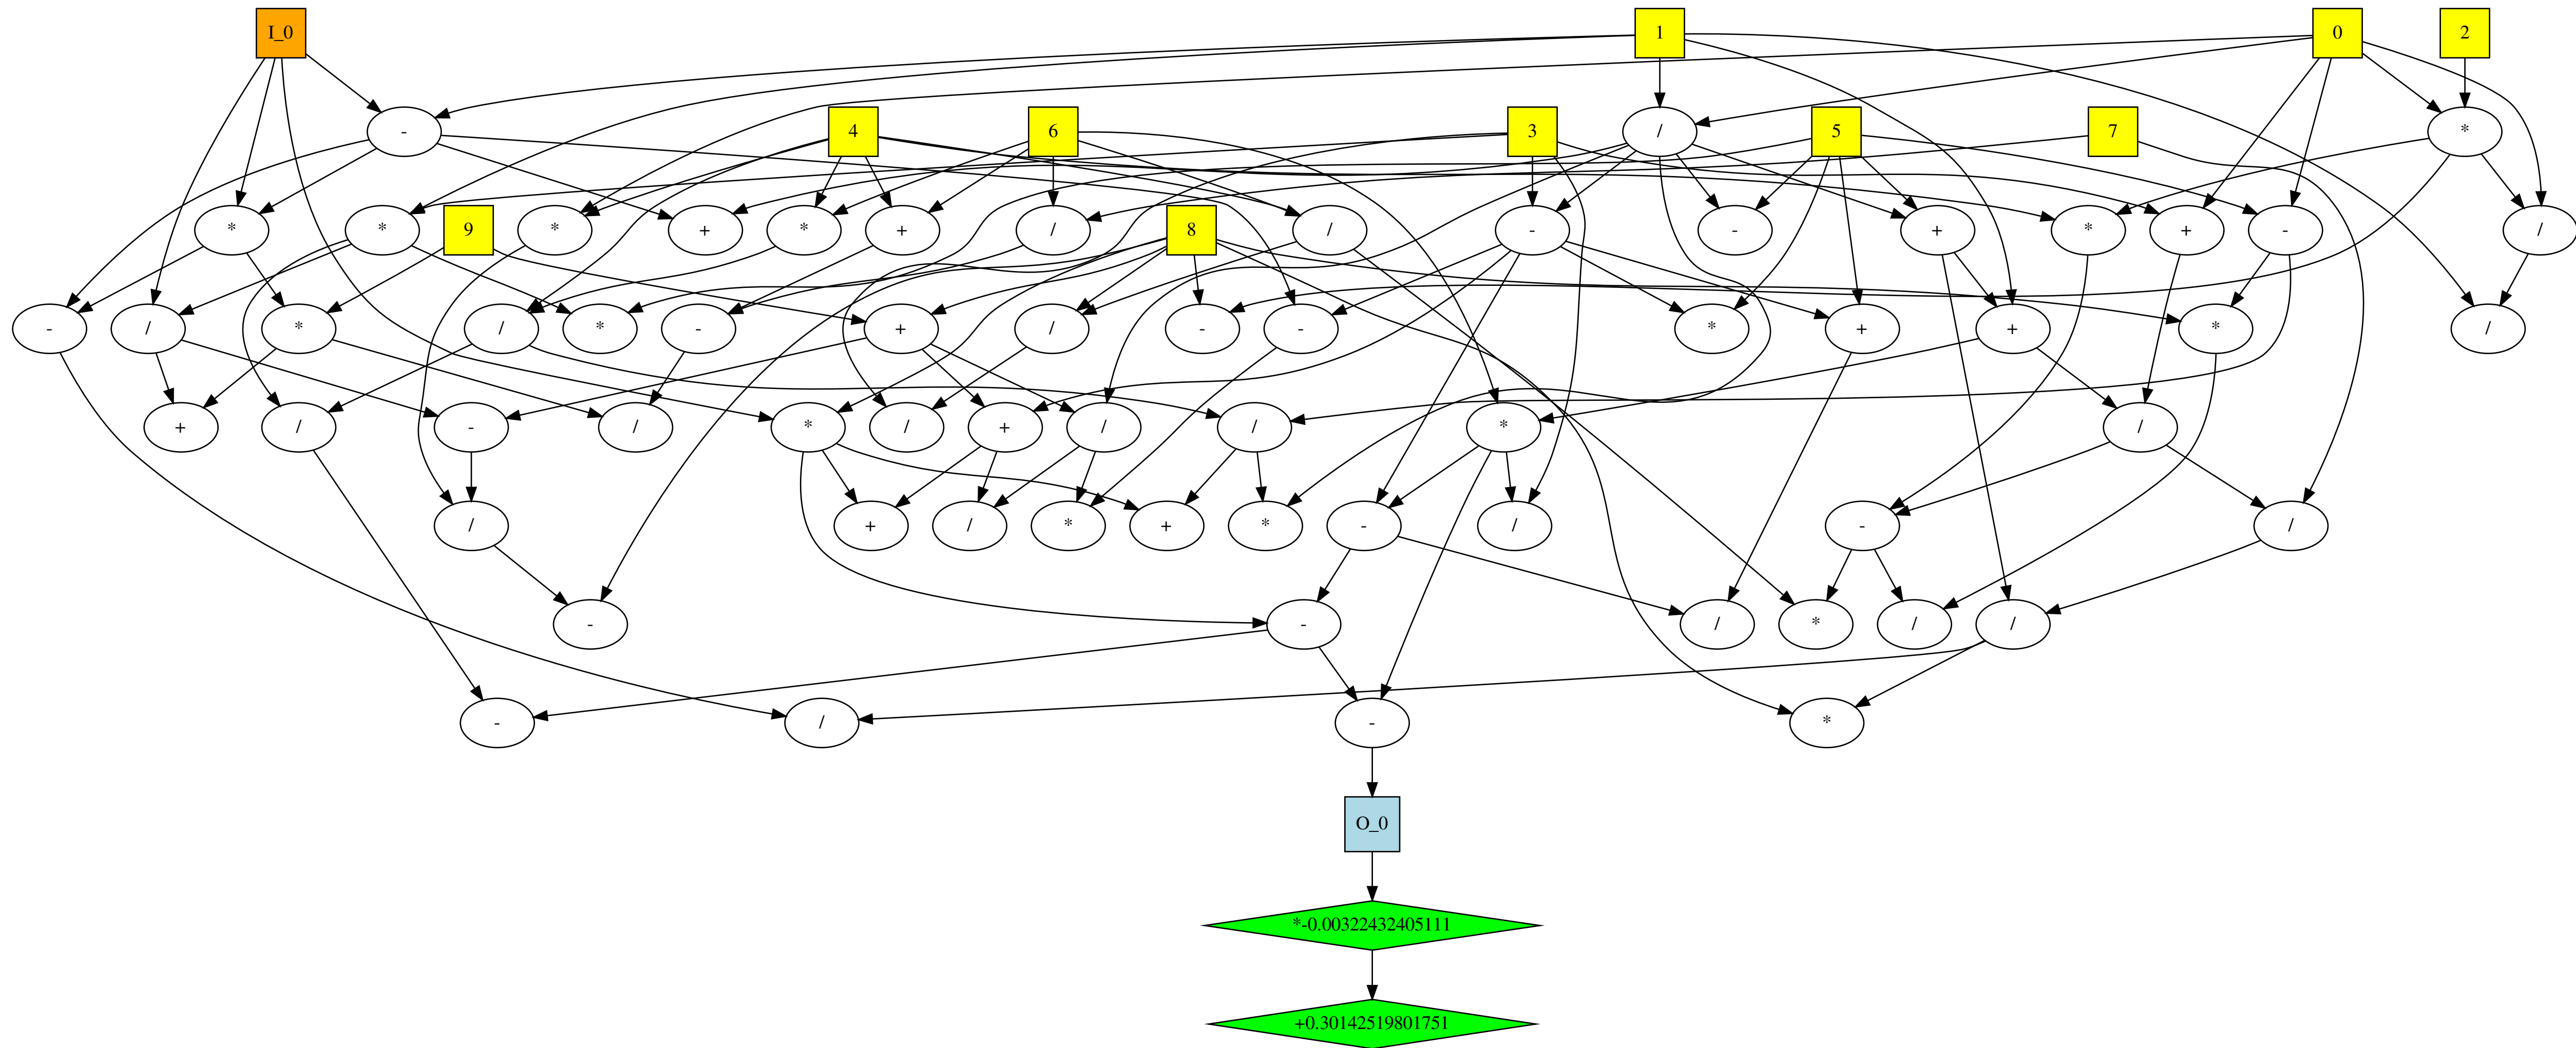 I_0 1 0 2
- 4 6 3 / 5 7 *
* * 9 * + * + / 8 / - - + * + - /
- / * / * - + / - - * + + * /
+ / - / * / + / / * /
/ + / * + * - / - /
- - / * / /
- / - *
O_0
*-0.00322432405111
+0.30142519801751